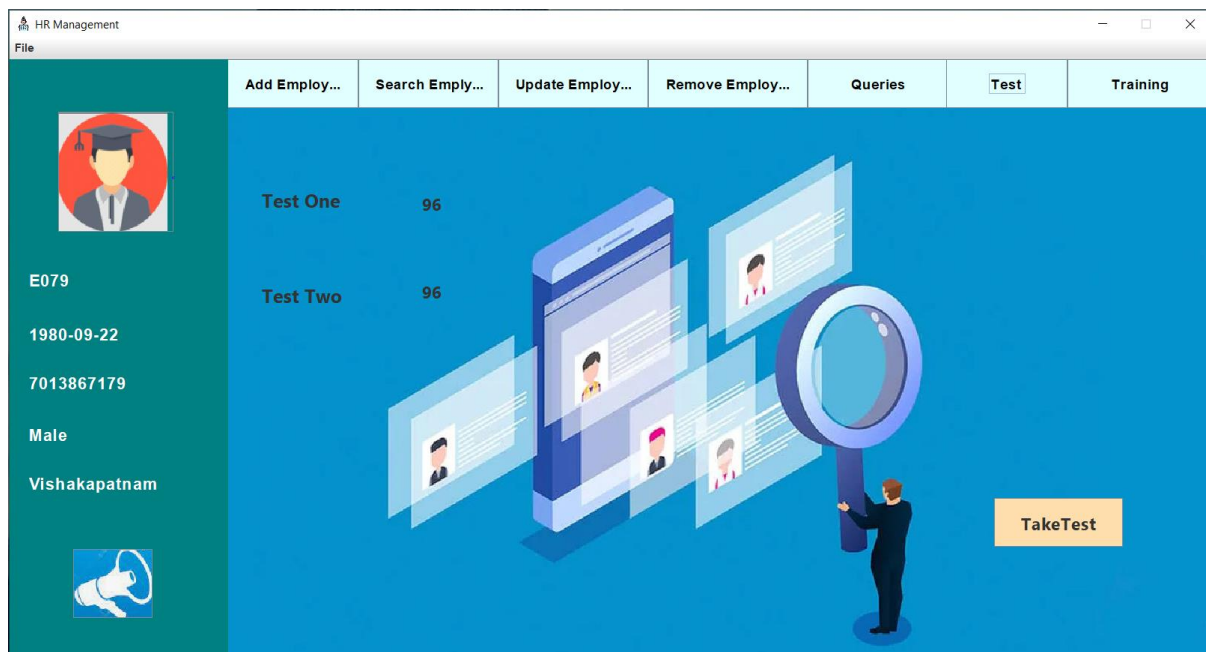 HR Management
File
Add Employ...
Search Emply...
Update Employ...
Remove Employ...
Queries
Test
Training
E079
1980-09-22
7013867179
Male
Vishakapatnam
Test One 96
Test Two 96
TakeTest